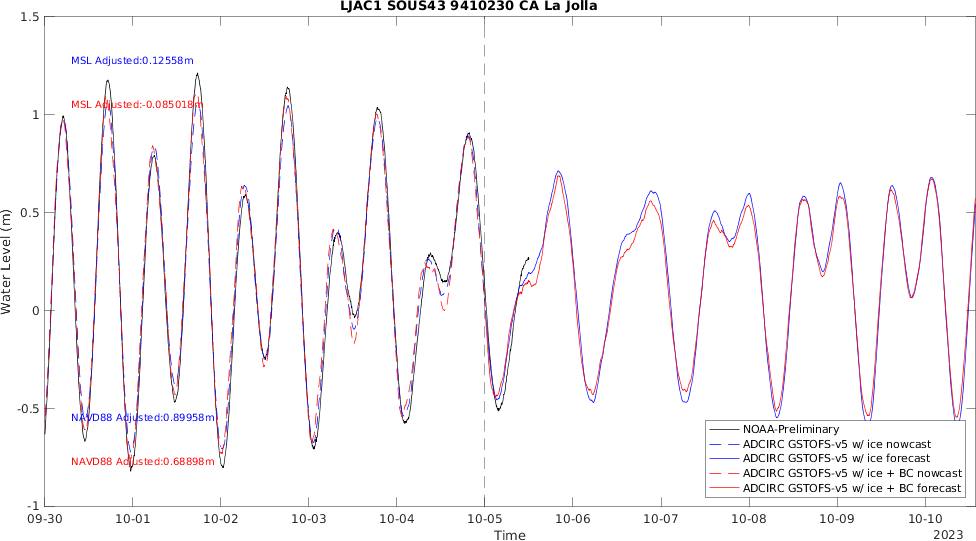 LJAC1 SOUS43 9410230 CA La Jolla
1.5
MSL Adjusted:0.12558m
MSL Adjusted:-0.085018m
1
0.5
Water Level (m)
0
-0.5
NAVD88 Adjusted:0.89958m
NAVD88 Adjusted:0.68898m
NOAA-Preliminary
ADCIRC GSTOFS-v5 w/ ice nowcast
ADCIRC GSTOFS-v5 w/ ice forecast
ADCIRC GSTOFS-v5 w/ ice + BC nowcast
ADCIRC GSTOFS-v5 w/ ice + BC forecast
-1
09-30 10-01 10-02 10-03 10-04 10-05 10-06 10-07 10-08 10-09 10-10
Time
2023